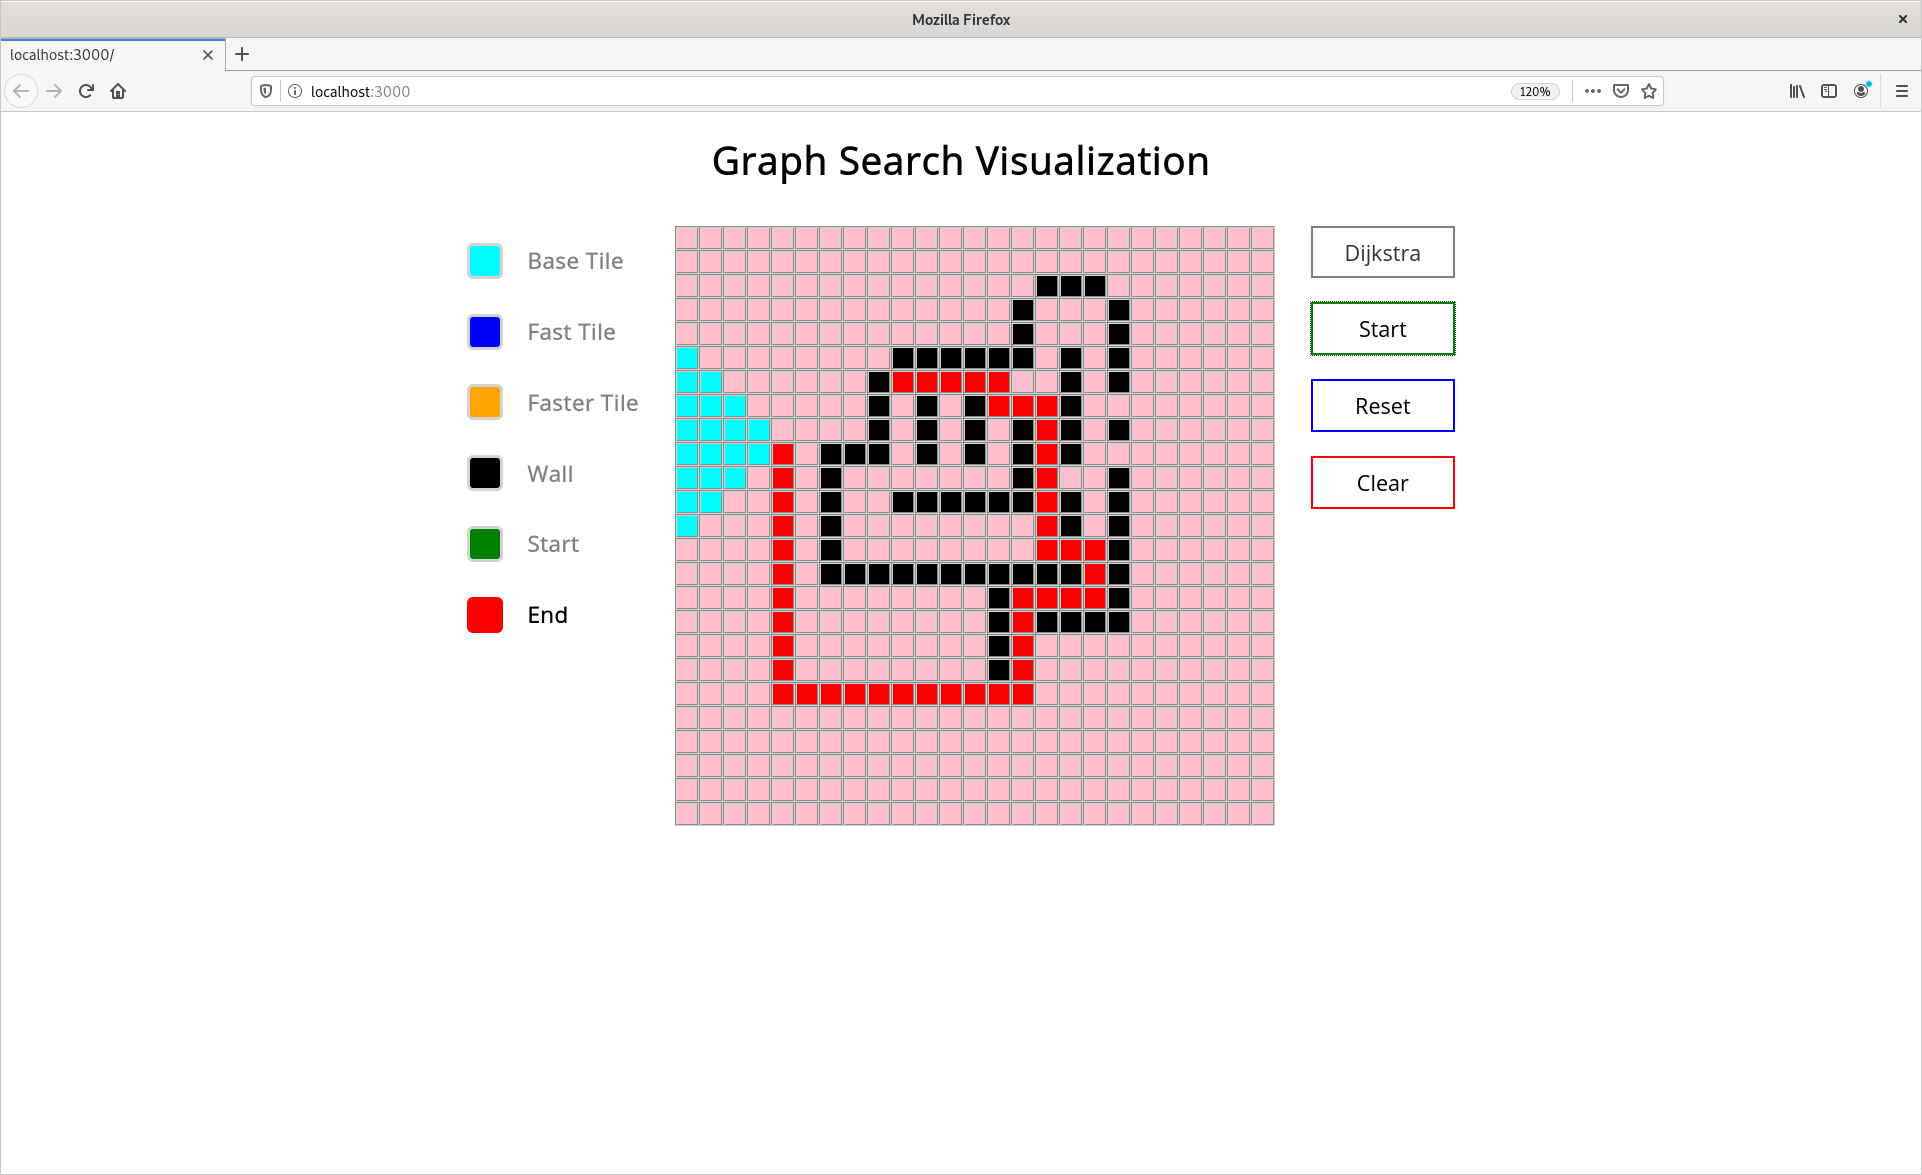 Mozilla Firefox
localhost:3000/
localhost:3000
120%
Graph Search Visualization
Base Tile
Fast Tile
Faster Tile
Wall
Start
End
Dijkstra
Start
Reset
Clear